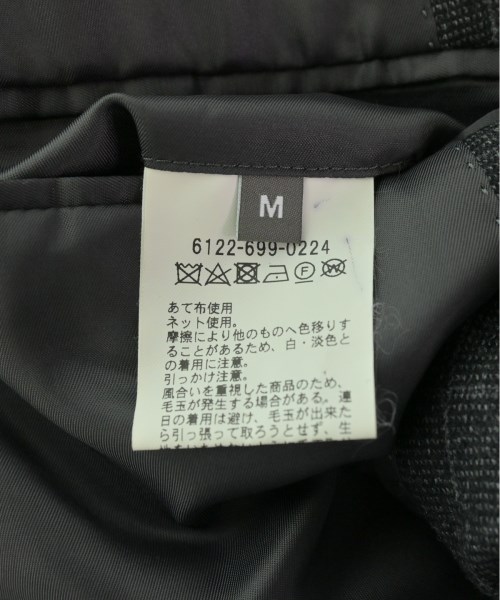 M
6122-699-0224
あて布使用
ネット使用。
摩擦により他のものへ色移りす
ることがあるため、白・淡色と
の着用に注意。
引っかけ注意。
風合いを重視した商品のため、
毛玉が発生する場合がある。連
日の着用は避け、毛玉が出来た
ら引っ張って取ろうとせず、生